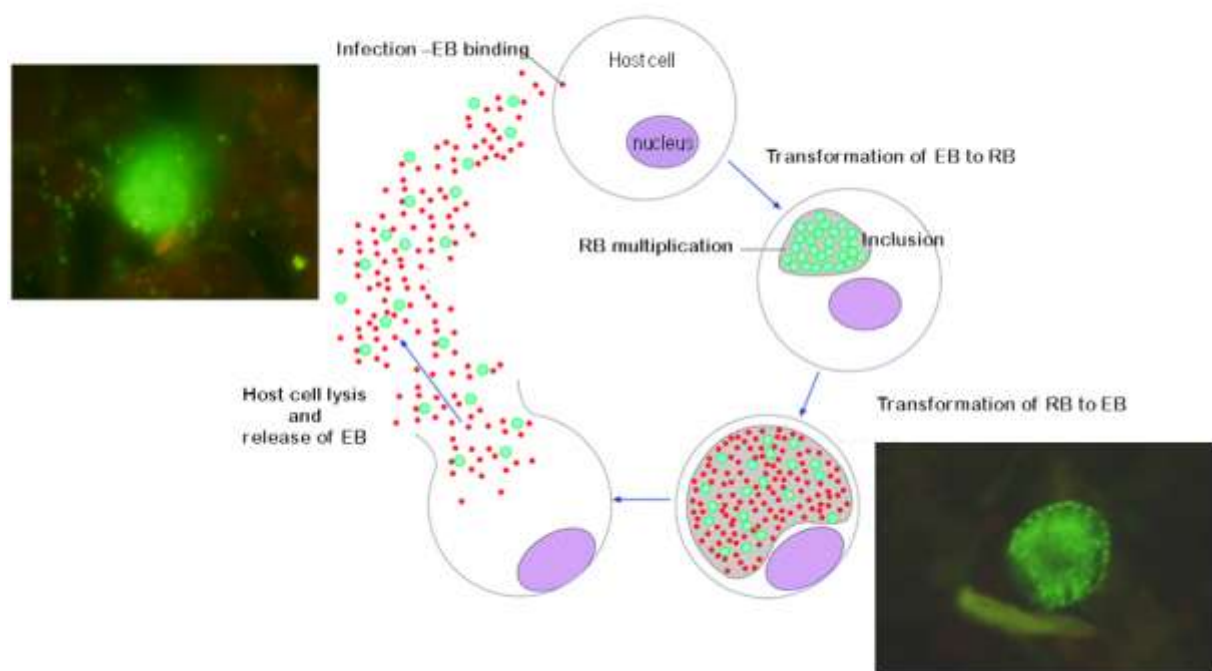 Infection –EB binding
Host cell
nucleus
Transformation of EB to RB
RB multiplication
Inclusion
Transformation of RB to EB
Host cell lysis
and
release of EB